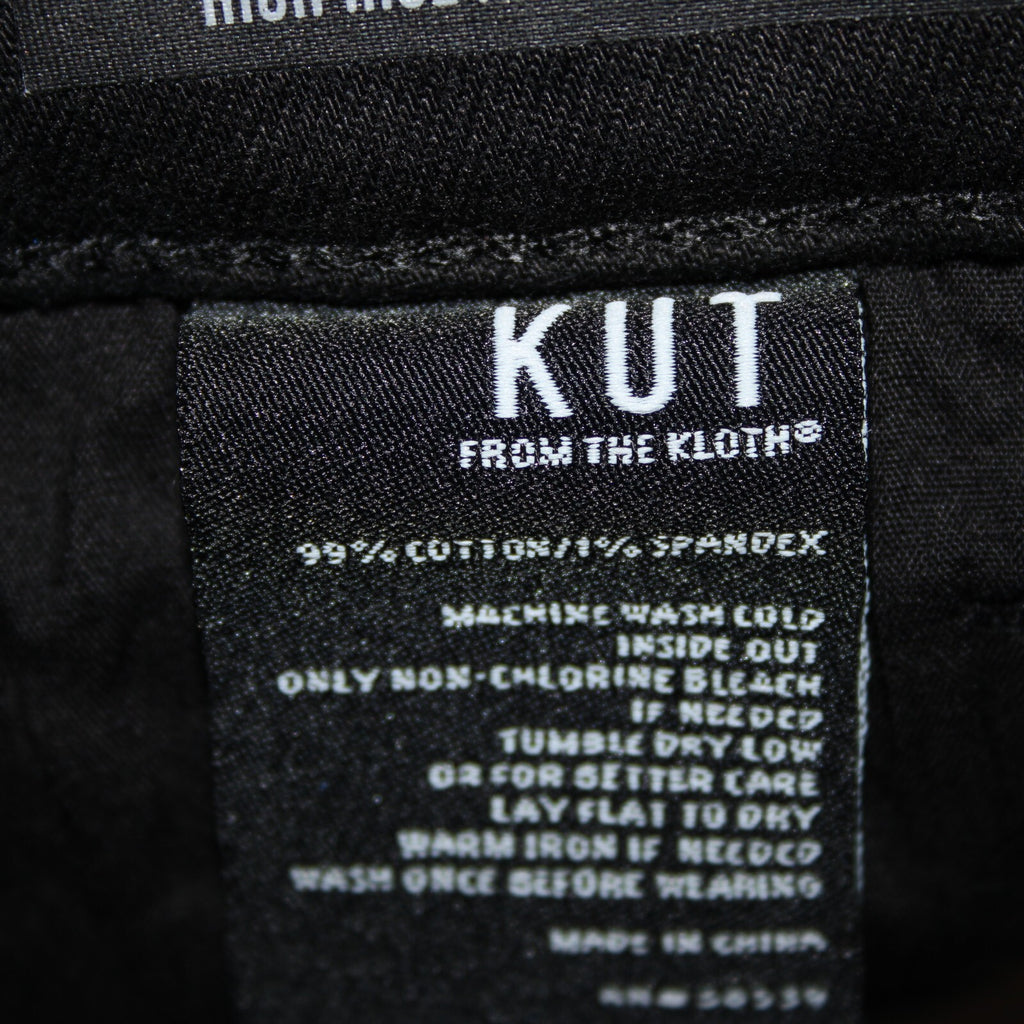 HIGH RISE
KUT
FROM THE KLOTH®
99% COTTON/1% SPANDEX
MACHINE WASH COLD
INSIDE OUT
ONLY NON-CHLORINE BLEACH
IF NEEDED
TUMBLE DRY LOW
OR FOR BETTER CARE
LAY FLAT TO DRY
WARM IRON IF NEEDED
WASH ONCE BEFORE WEARING
MADE IN CHINA